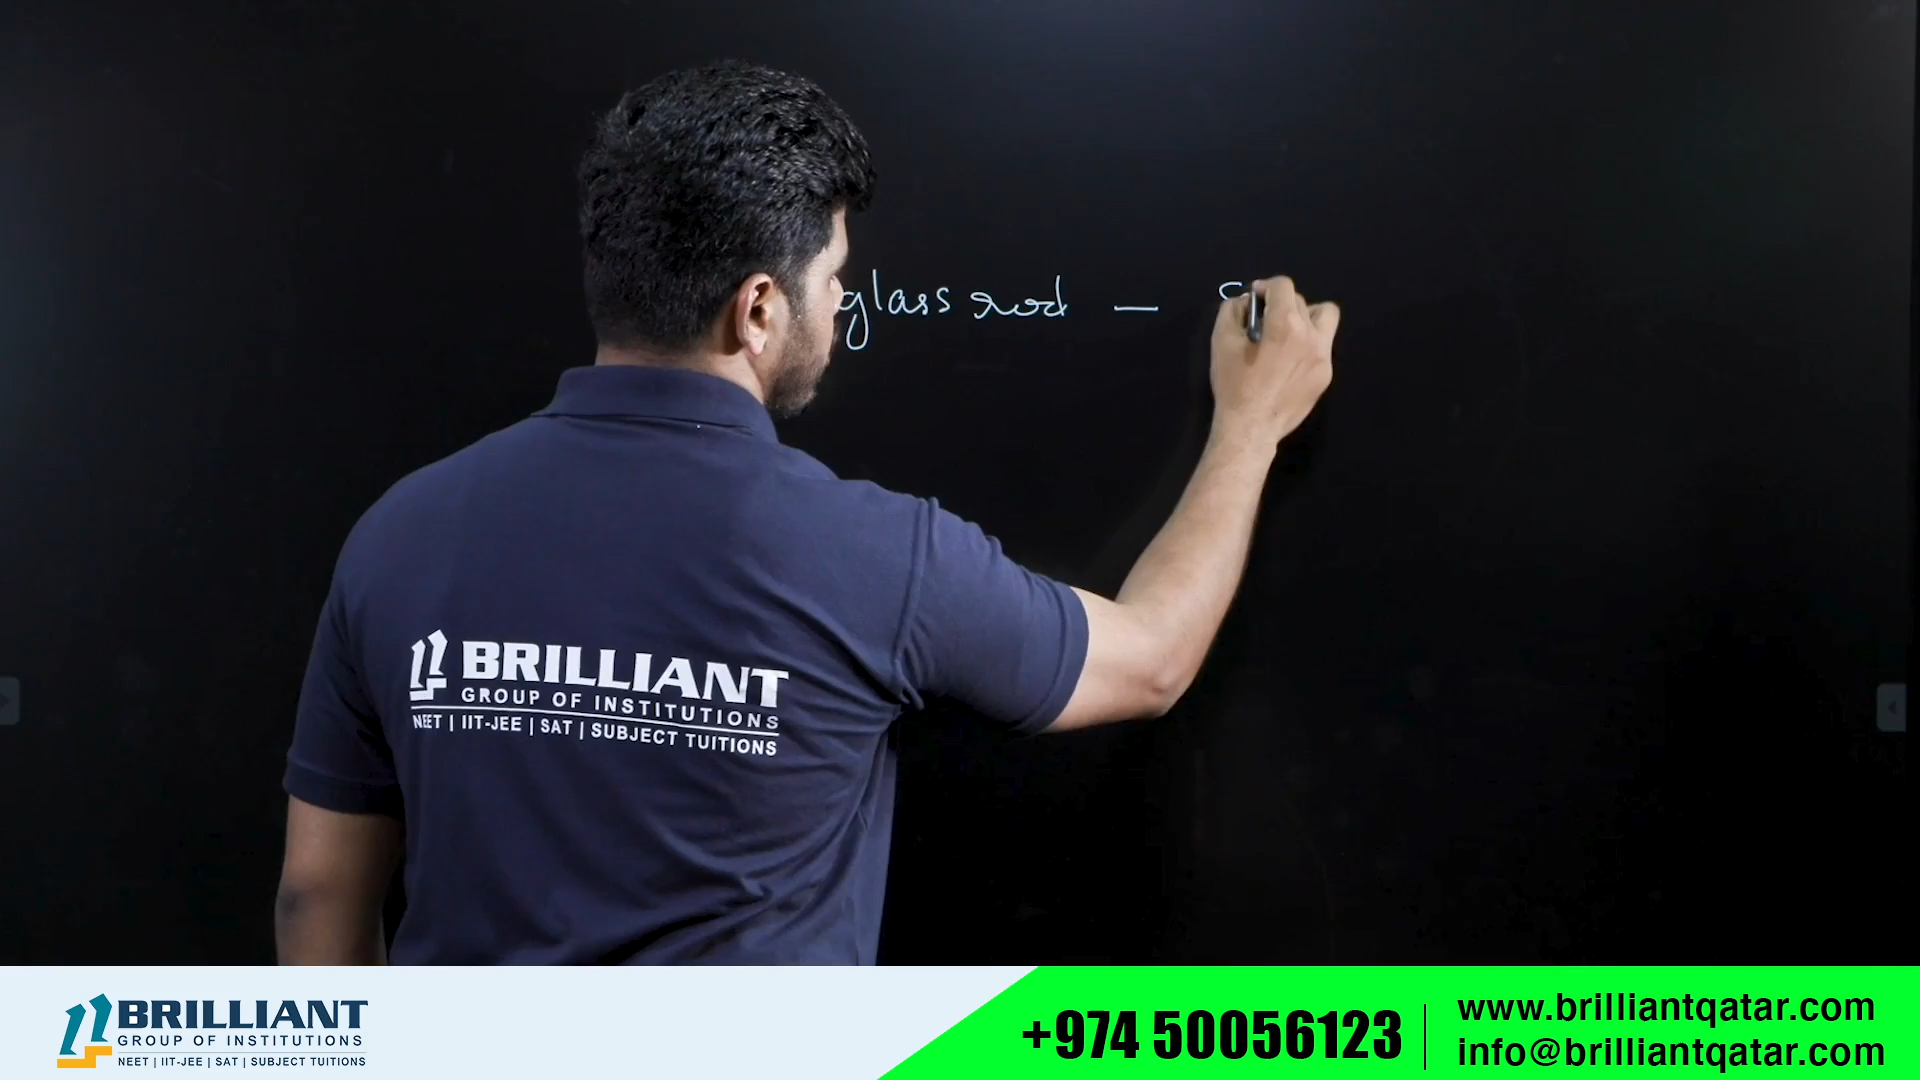 glass rod — S
BRILLIANT
GROUP OF INSTITUTIONS
NEET | IIT-JEE | SAT | SUBJECT TUITIONS
BRILLIANT
GROUP OF INSTITUTIONS
NEET | IIT-JEE | SAT | SUBJECT TUITIONS
+974 50056123
www.brilliantqatar.com
info@brilliantqatar.com